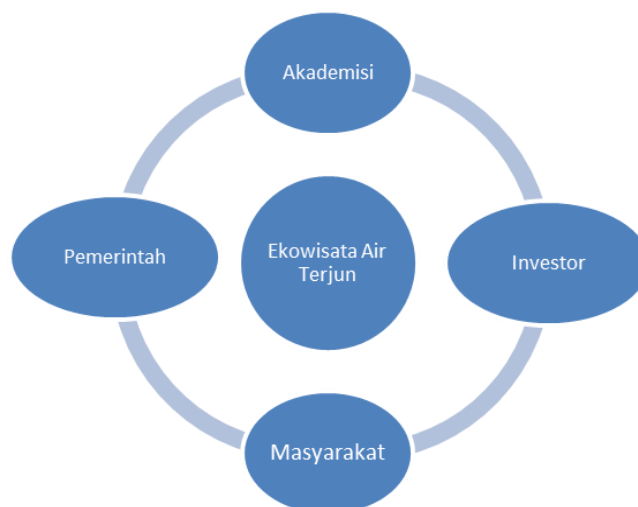 Akademisi
Pemerintah
Ekowisata Air
Terjun
Investor
Masyarakat